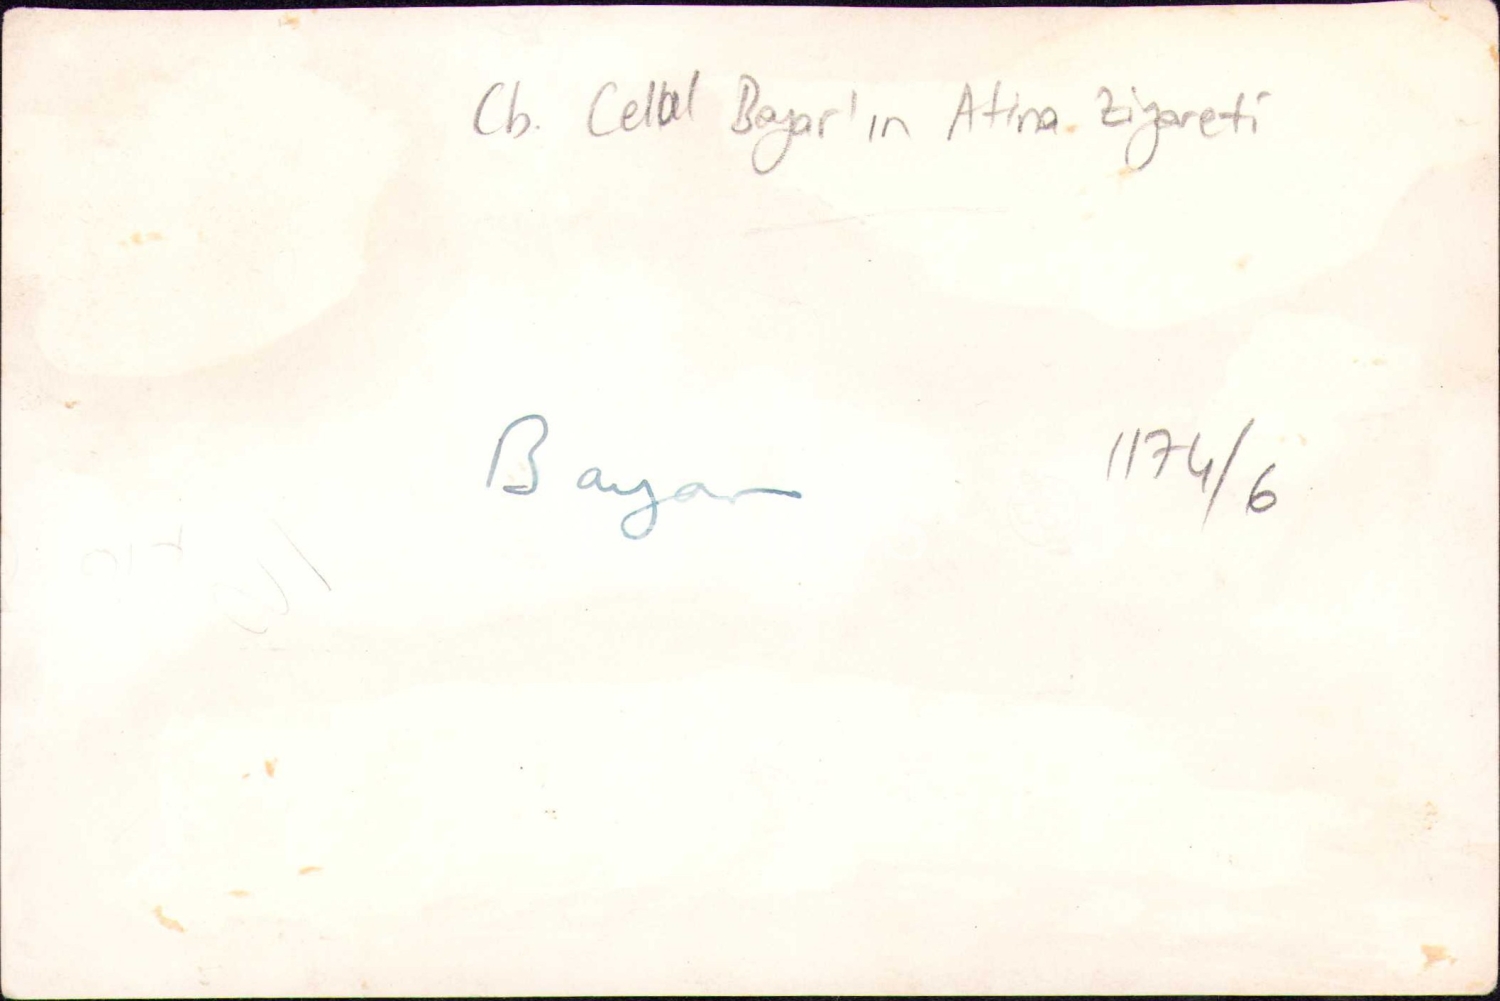 Cb. Celal Bayar'ın Atina Ziyareti
Bayar
1174/6